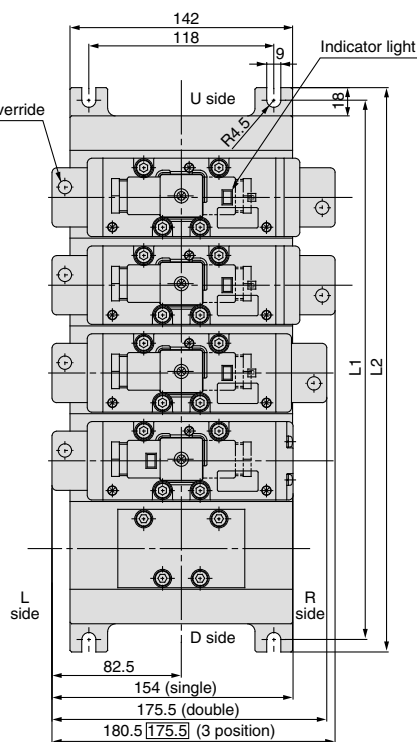 142
118
9
Indicator light
U side
18
override
R4.5
L1
L2
L side
R side
D side
82.5
154 (single)
175.5 (double)
180.5 175.5 (3 position)